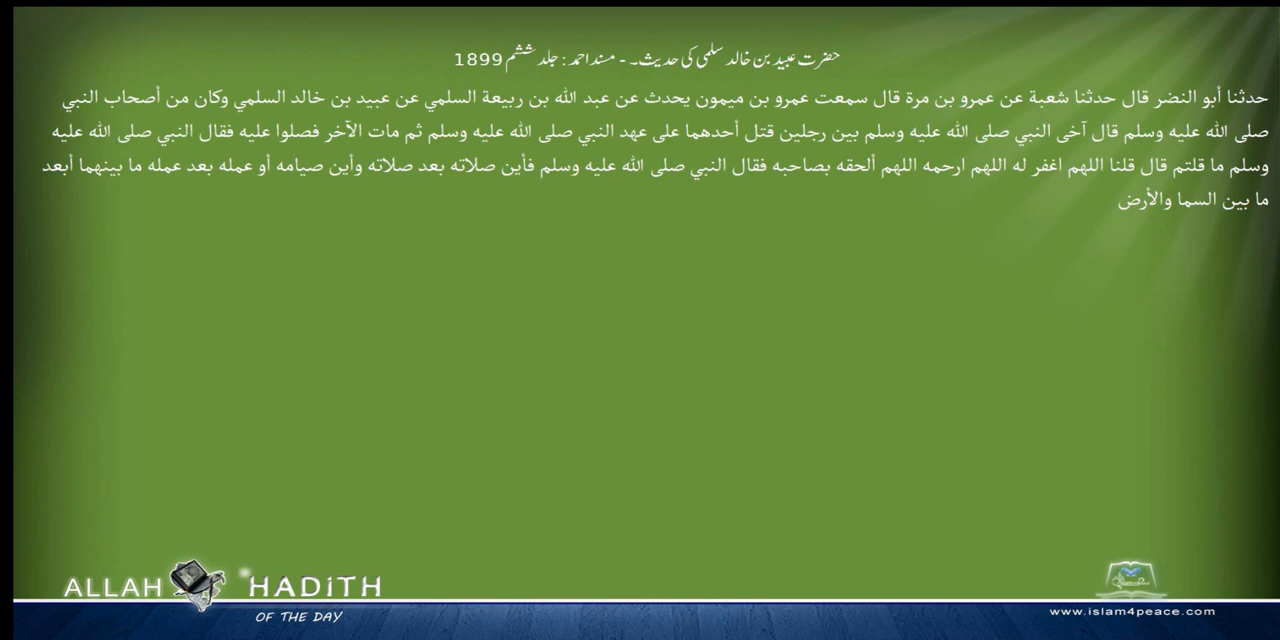 حضرت عبید بن خالد سلمی کی حدیث۔ - مسند احمد : جلد ششم 1899
حدثنا أبو النضر قال حدثنا شعبة عن عمرو بن مرة قال سمعت عمرو بن ميمون يحدث عن عبد الله بن ربيعة السلمي عن عبيد بن خالد السلمي وكان من أصحاب النبي
صلى الله عليه وسلم قال آخى النبي صلى الله عليه وسلم بين رجلين قتل أحدهما على عهد النبي صلى الله عليه وسلم ثم مات الآخر فصلوا عليه فقال النبي صلى الله عليه
وسلم ما قلتم قال قلنا اللهم اغفر له اللهم ارحمه اللهم ألحقه بصاحبه فقال النبي صلى الله عليه وسلم فأين صلاته بعد صلاته وأين صيامه أو عمله بعد عمله ما بينهما أبعد
ما بين السما والأرض
ALLAH HADITH
OF THE DAY
www.islam4peace.com